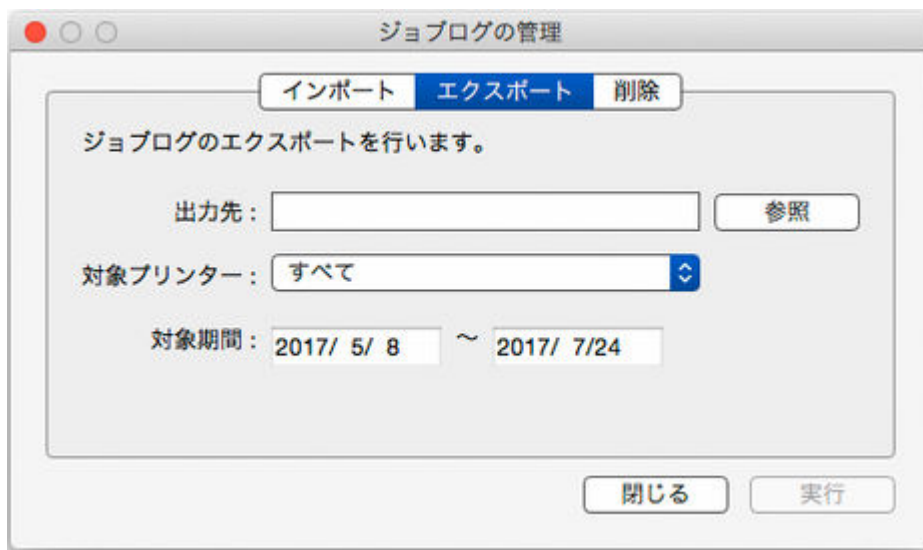 ジョブログの管理
インポート エクスポート 削除
ジョブログのエクスポートを行います。
出力先： 参照
対象プリンター： すべて
対象期間： 2017/ 5/ 8 〜 2017/ 7/24
閉じる 実行